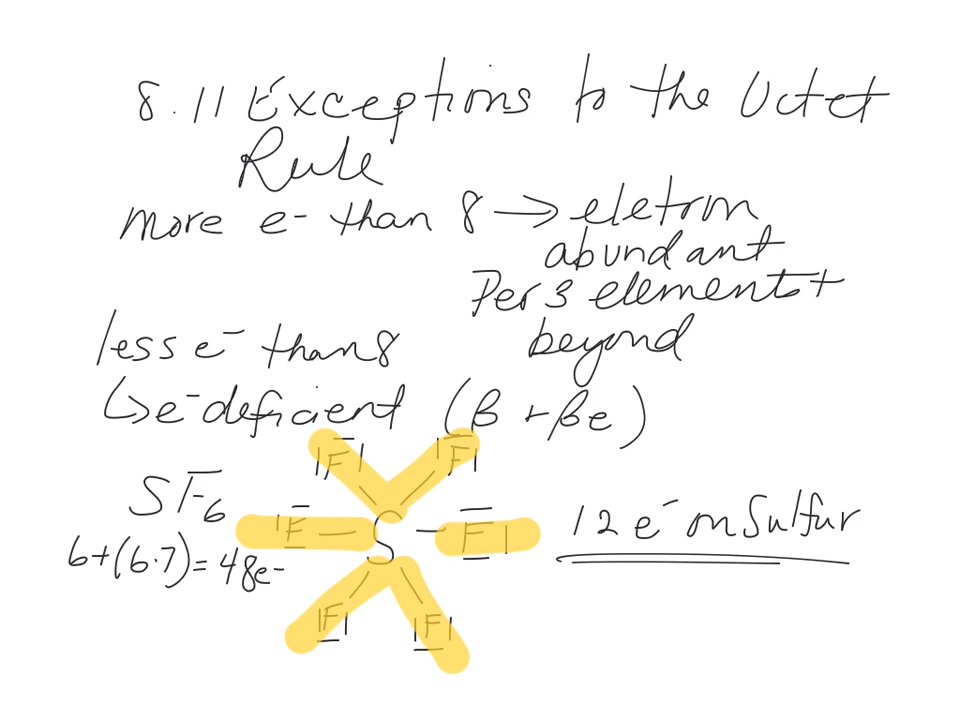 8.11 Exceptions to the Octet
Rule
more e- than 8 → eletron
abundant
Per 3 elements +
beyond
less e- than 8
↳ e- deficient (B + Be)
F F
SF6
F S F 12 e- on Sulfur
6+(6·7)= 48e-
F F